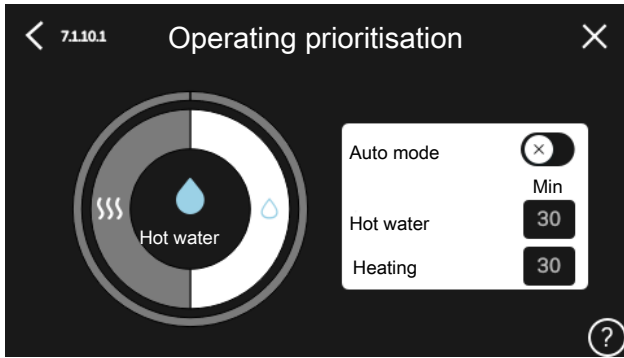 7.1.10.1
Operating prioritisation
Hot water
Auto mode
Min
Hot water
30
Heating
30
?